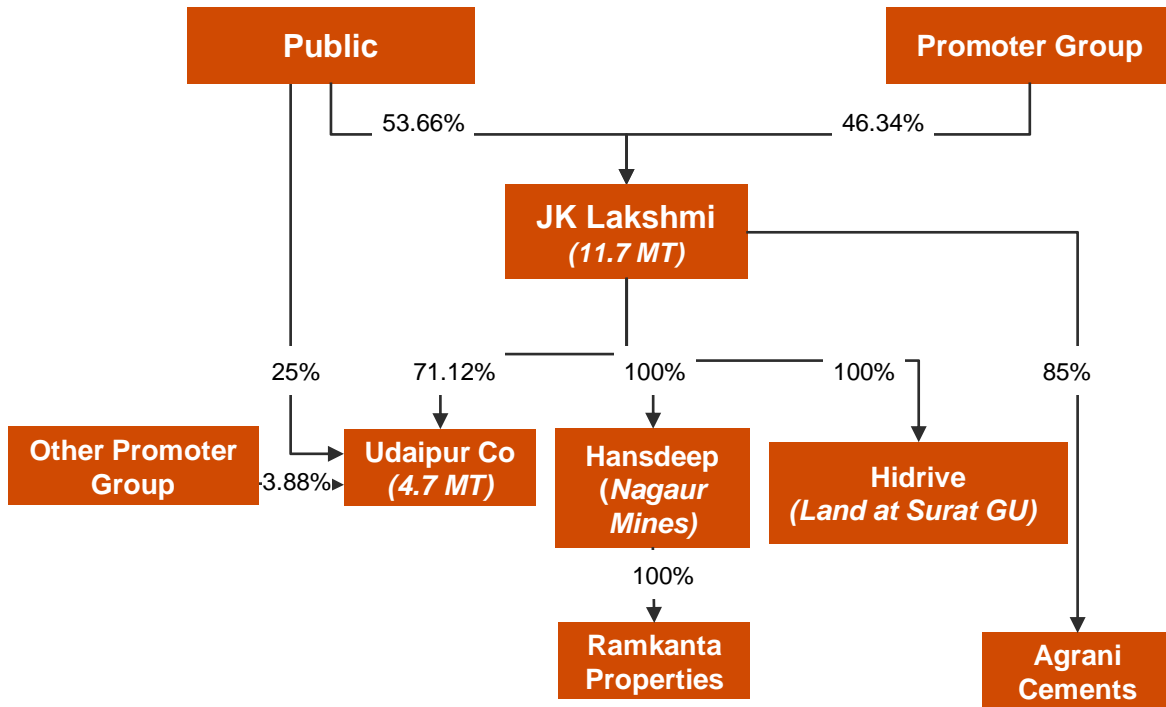 Public
Promoter Group
53.66%
46.34%
JK Lakshmi
(11.7 MT)
25%
71.12%
100%
100%
85%
Other Promoter
Group
3.88%
Udaipur Co
(4.7 MT)
Hansdeep
(Nagaur
Mines)
Hidrive
(Land at Surat GU)
100%
Ramkanta
Properties
Agrani
Cements